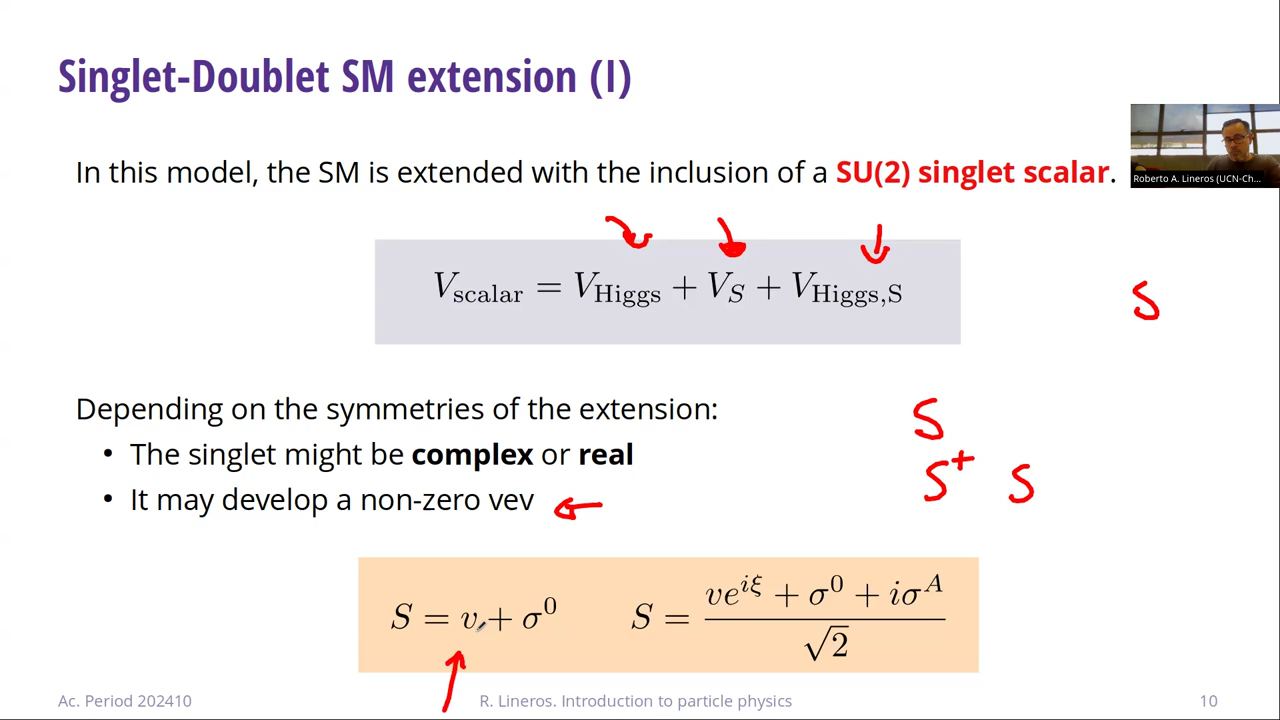 Singlet-Doublet SM extension (I)
In this model, the SM is extended with the inclusion of a SU(2) singlet scalar.
Roberto A. Lineros (UCN-Ch...
V_scalar = V_Higgs + V_S + V_Higgs,S
S
Depending on the symmetries of the extension:
S
• The singlet might be complex or real
S⁺ S
• It may develop a non-zero vev
S = v + σ⁰
S = (ve^{iξ} + σ⁰ + iσ^A) / √2
Ac. Period 202410
R. Lineros. Introduction to particle physics
10